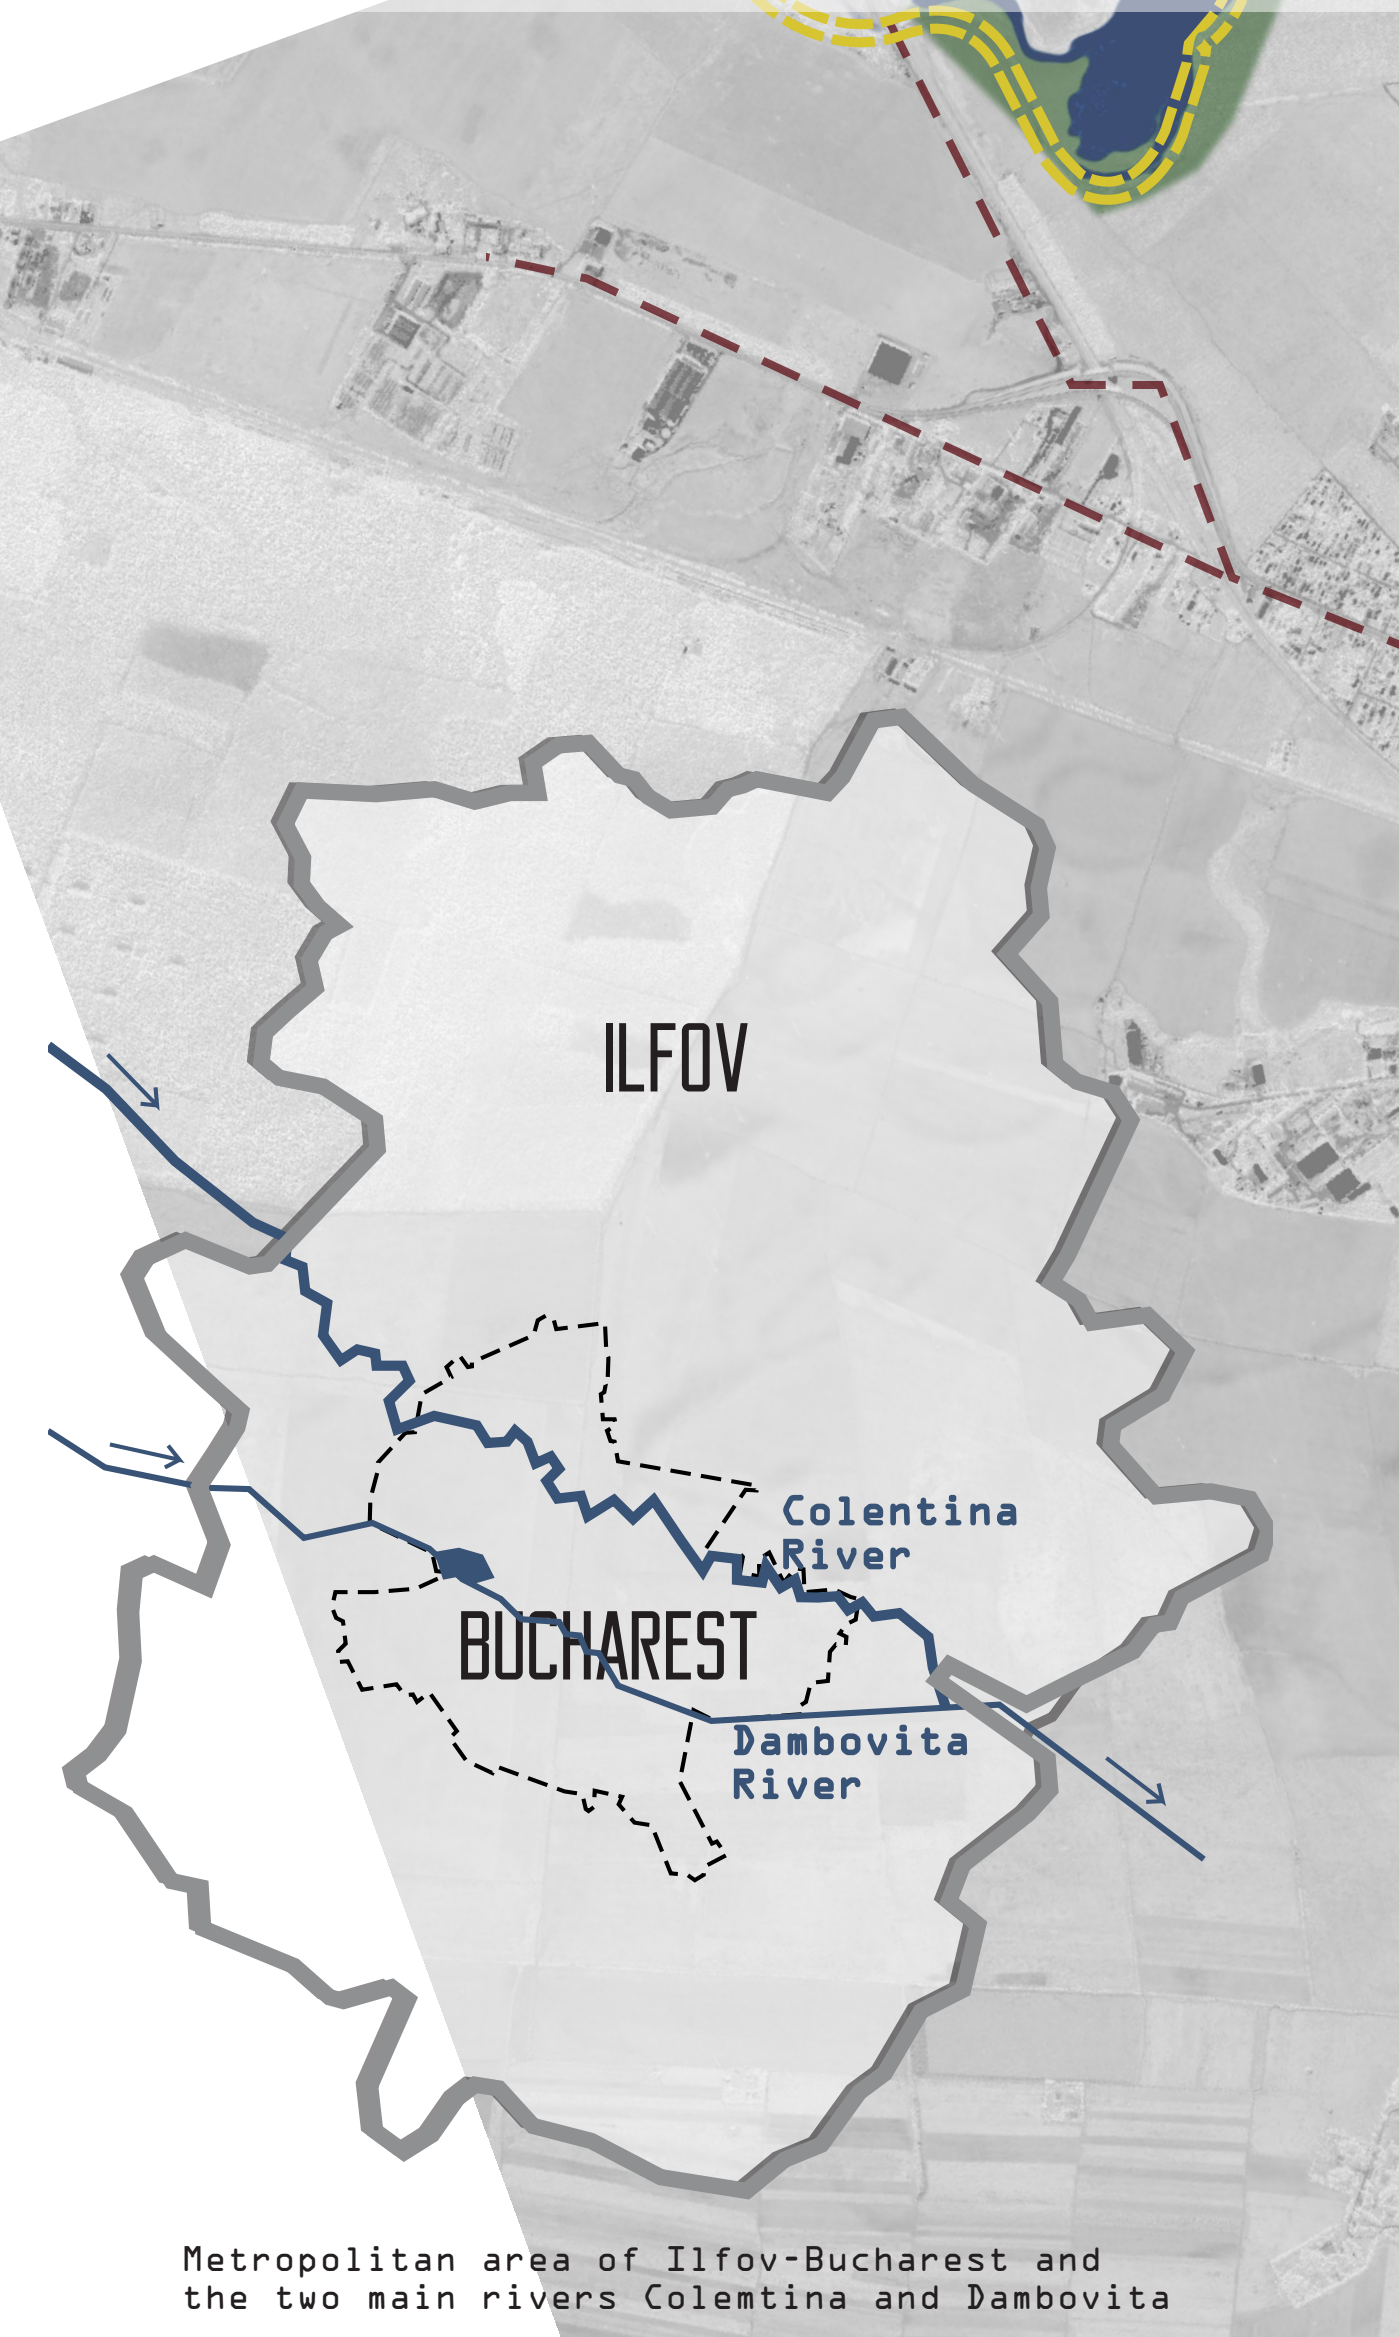 ILFOV
Colentina
River
BUCHAREST
Dambovita
River
Metropolitan area of Ilfov-Bucharest and
the two main rivers Colemtina and Dambovita